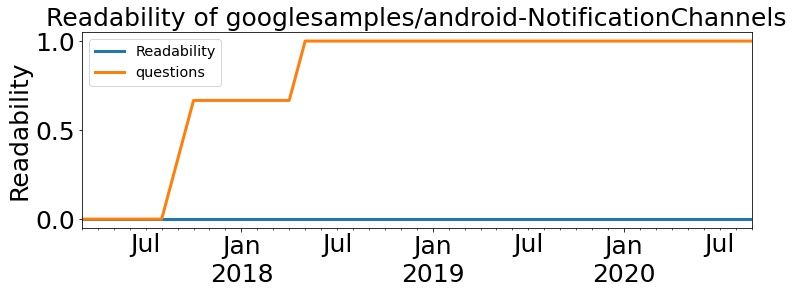 Readability of googlesamples/android-NotificationChannels
Readability
questions
Readability
1.0
0.5
0.0
Jul Jan Jul Jan Jul Jan Jul
2018 2019 2020